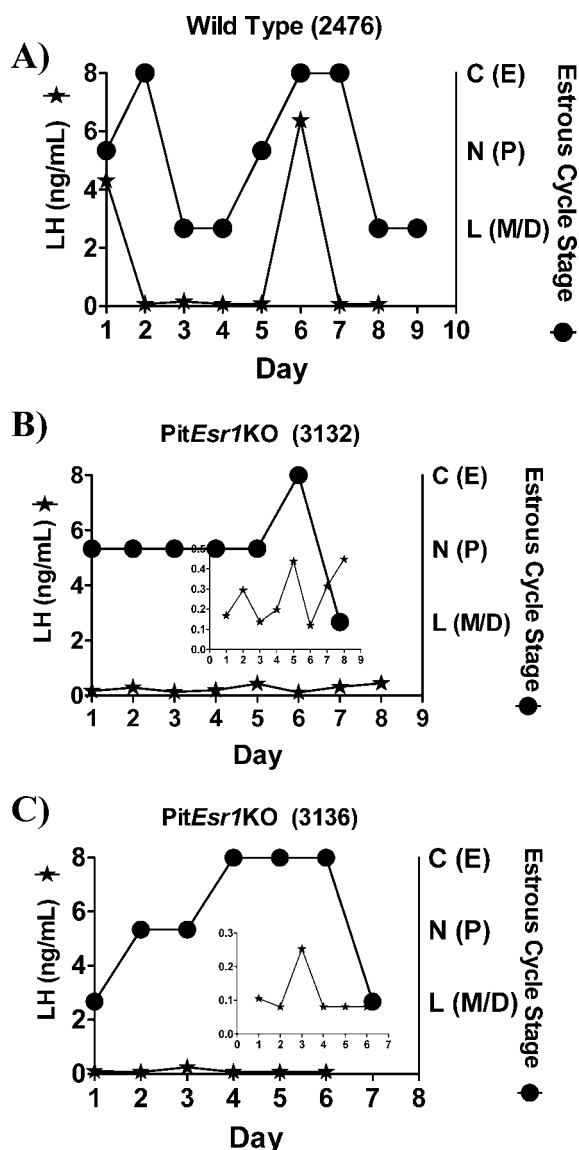 A)
Wild Type (2476)
LH (ng/mL) ★
8
6
4
2
0
C (E)
N (P)
L (M/D)
Estrous Cycle Stage
1 2 3 4 5 6 7 8 9 10
Day
B)
PitEsr1KO (3132)
LH (ng/mL) ★
8
6
4
2
0
0.5
0.4
0.3
0.2
0.1
0.0
0 1 2 3 4 5 6 7 8 9
C (E)
N (P)
L (M/D)
Estrous Cycle Stage
1 2 3 4 5 6 7 8 9
Day
C)
PitEsr1KO (3136)
LH (ng/mL) ★
8
6
4
2
0
0.3
0.2
0.1
0.0
0 1 2 3 4 5 6 7
C (E)
N (P)
L (M/D)
Estrous Cycle Stage
1 2 3 4 5 6 7 8
Day